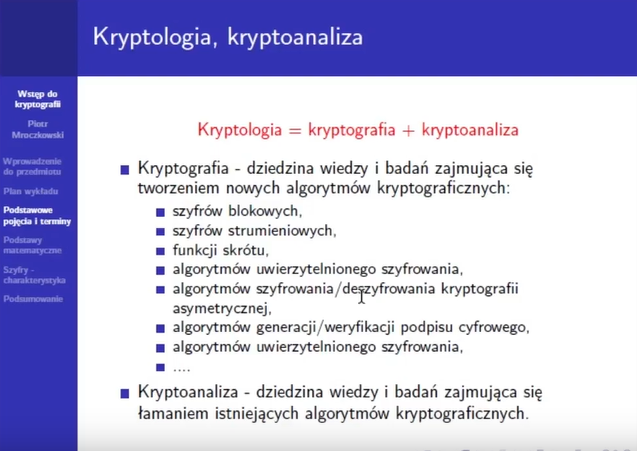 Kryptologia, kryptoanaliza
Wstęp do
kryptografii
Piotr
Mroczkowski
Wprowadzenie
do przedmiotu
Plan wykładu
Podstawowe
pojęcia i terminy
Podstawy
matematyczne
Szyfry -
charakterystyka
Podsumowanie
Kryptologia = kryptografia + kryptoanaliza
Kryptografia - dziedzina wiedzy i badań zajmująca się
tworzeniem nowych algorytmów kryptograficznych:
szyfrów blokowych,
szyfrów strumieniowych,
funkcji skrótu,
algorytmów uwierzytelnionego szyfrowania,
algorytmów szyfrowania/deszyfrowania kryptografii
asymetrycznej,
algorytmów generacji/weryfikacji podpisu cyfrowego,
algorytmów uwierzytelnionego szyfrowania,
....
Kryptoanaliza - dziedzina wiedzy i badań zajmująca się
łamaniem istniejących algorytmów kryptograficznych.